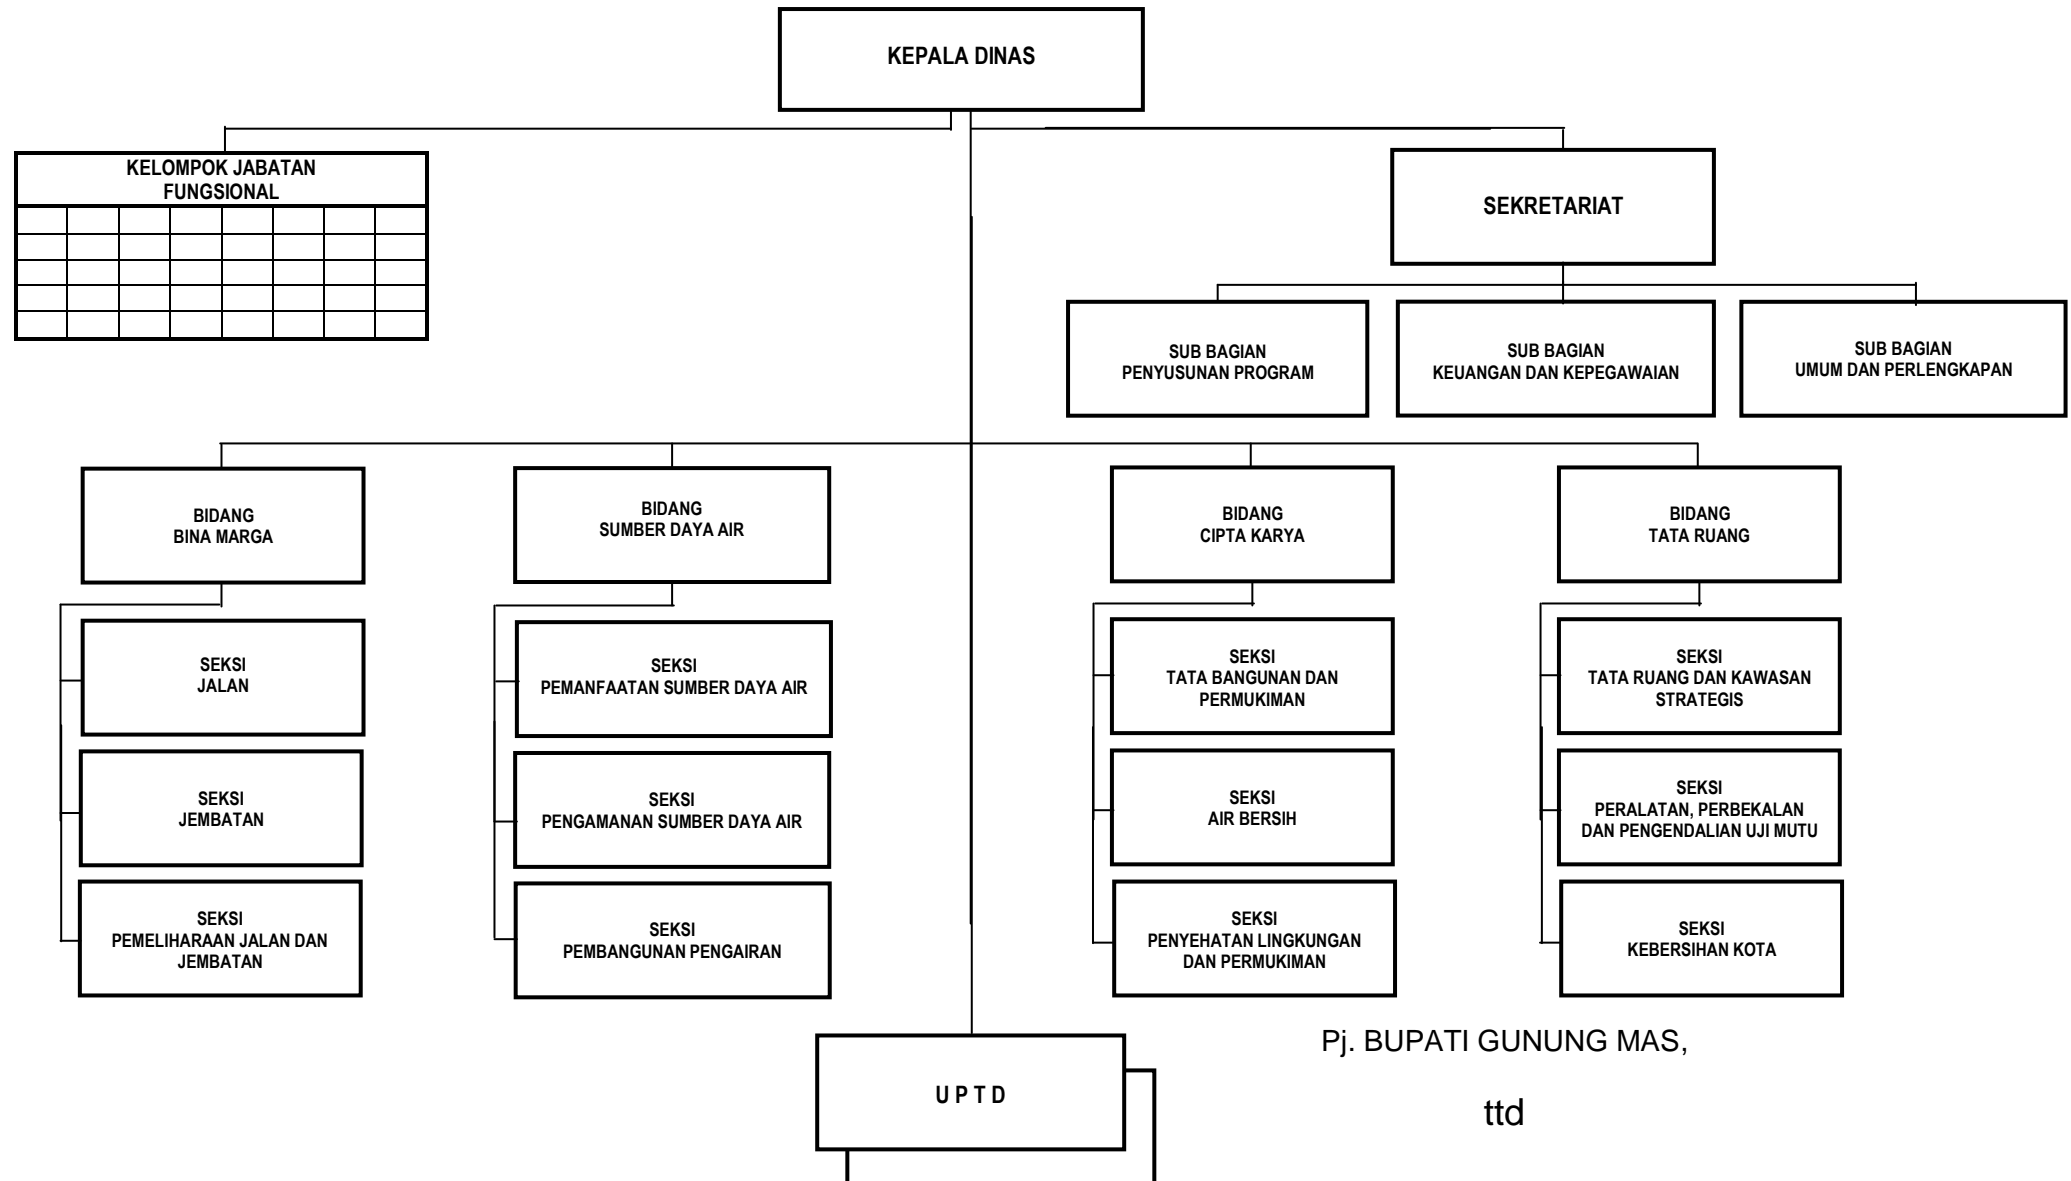 KEPALA DINAS
KELOMPOK JABATAN
FUNGSIONAL
SEKRETARIAT
SUB BAGIAN
PENYUSUNAN PROGRAM
SUB BAGIAN
KEUANGAN DAN KEPEGAWAIAN
SUB BAGIAN
UMUM DAN PERLENGKAPAN
BIDANG
BINA MARGA
BIDANG
SUMBER DAYA AIR
BIDANG
CIPTA KARYA
BIDANG
TATA RUANG
SEKSI
JALAN
SEKSI
PEMANFAATAN SUMBER DAYA AIR
SEKSI
TATA BANGUNAN DAN
PERMUKIMAN
SEKSI
TATA RUANG DAN KAWASAN
STRATEGIS
SEKSI
JEMBATAN
SEKSI
PENGAMANAN SUMBER DAYA AIR
SEKSI
AIR BERSIH
SEKSI
PERALATAN, PERBEKALAN
DAN PENGENDALIAN UJI MUTU
SEKSI
PEMELIHARAAN JALAN DAN
JEMBATAN
SEKSI
PEMBANGUNAN PENGAIRAN
SEKSI
PENYEHATAN LINGKUNGAN
DAN PERMUKIMAN
SEKSI
KEBERSIHAN KOTA
U P T D
Pj. BUPATI GUNUNG MAS,
ttd